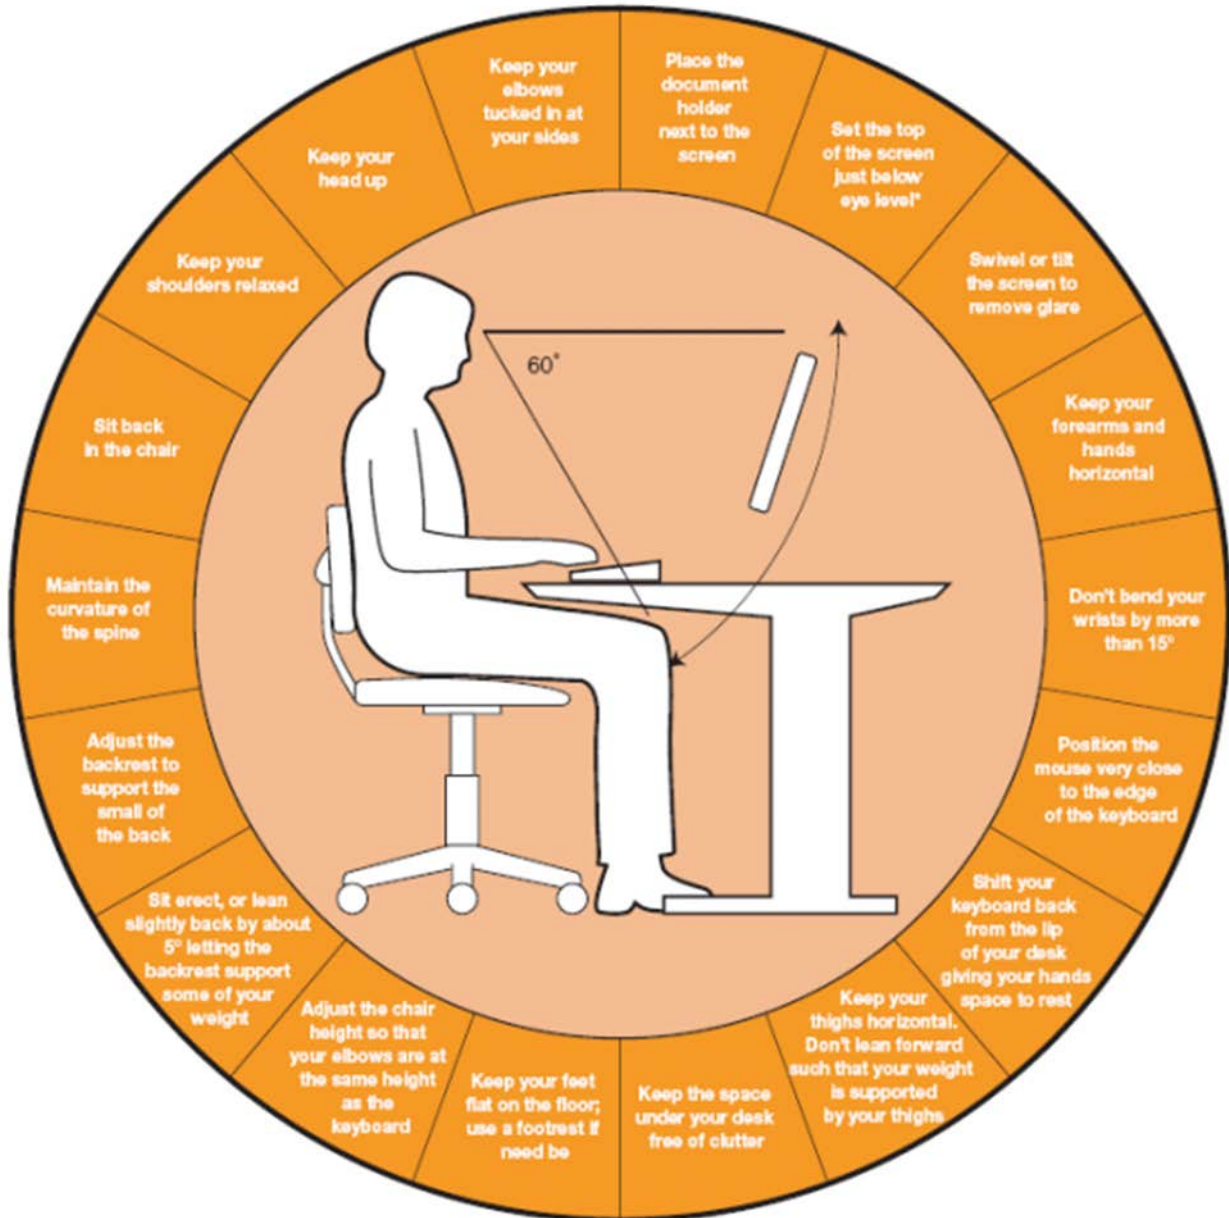 Place the
document
holder
next to the
screen
Set the top
of the screen
just below
eye level*
Swivel or tilt
the screen to
remove glare
Keep your
forearms and
hands
horizontal
Don't bend your
wrists by more
than 15°
Position the
mouse very close
to the edge
of the keyboard
Shift your
keyboard back
from the lip
of your desk
giving your hands
space to rest
Keep your
thighs horizontal.
Don't lean forward
such that your weight
is supported
by your thighs
Keep the space
under your desk
free of clutter
Keep your feet
flat on the floor;
use a footrest if
need be
Adjust the chair
height so that
your elbows are at
the same height
as the
keyboard
Sit erect, or lean
slightly back by about
5° letting the
backrest support
some of your
weight
Adjust the
backrest to
support the
small of
the back
Maintain the
curvature of
the spine
Sit back
in the chair
Keep your
shoulders relaxed
Keep your
head up
Keep your
elbows
tucked in at
your sides
60°